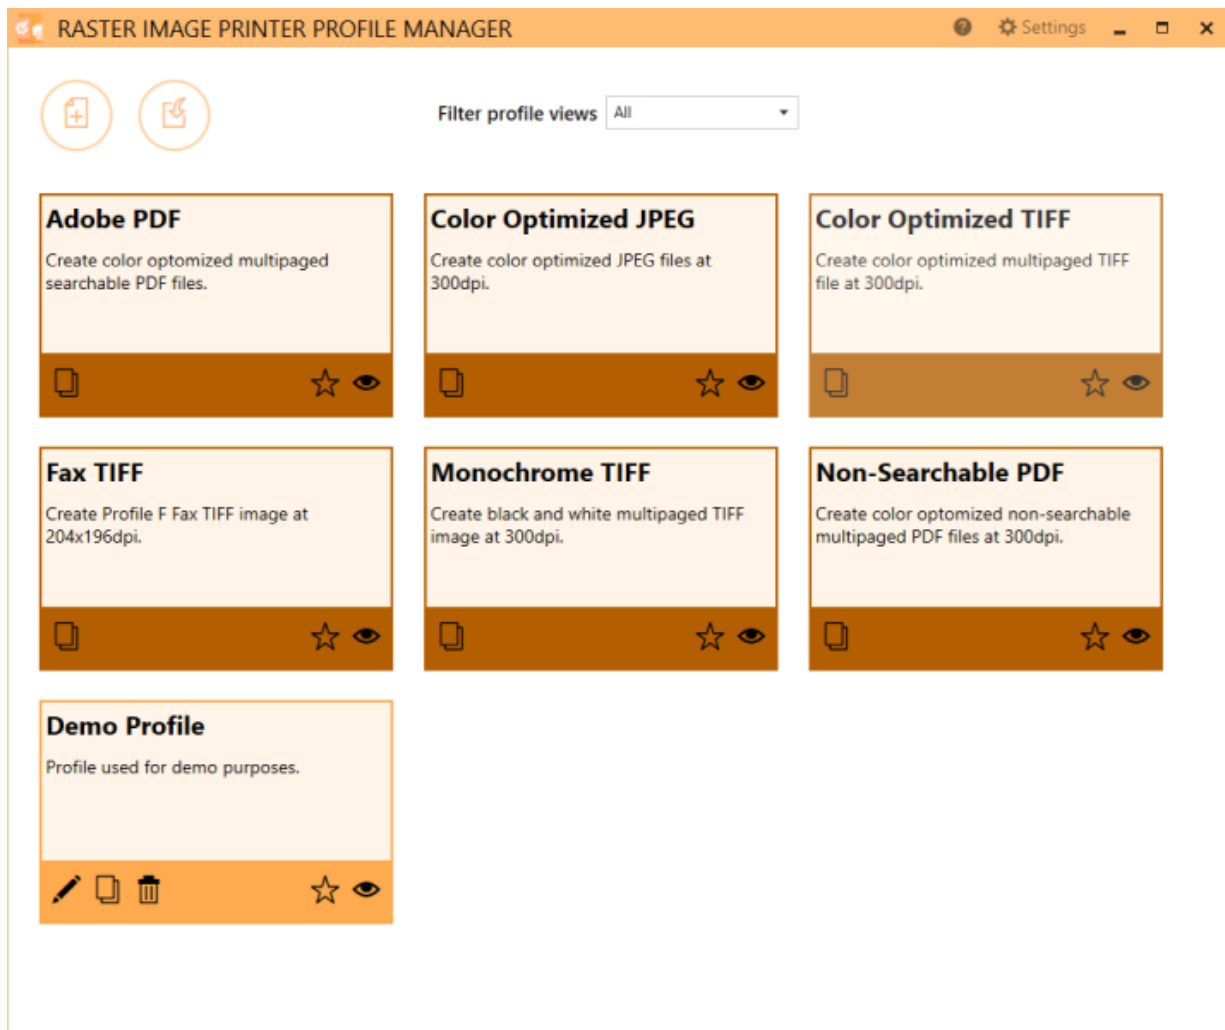 RASTER IMAGE PRINTER PROFILE MANAGER
Settings
Filter profile views All
Adobe PDF
Create color optomized multipaged
searchable PDF files.
Color Optimized JPEG
Create color optimized JPEG files at
300dpi.
Color Optimized TIFF
Create color optimized multipaged TIFF
file at 300dpi.
Fax TIFF
Create Profile F Fax TIFF image at
204x196dpi.
Monochrome TIFF
Create black and white multipaged TIFF
image at 300dpi.
Non-Searchable PDF
Create color optomized non-searchable
multipaged PDF files at 300dpi.
Demo Profile
Profile used for demo purposes.